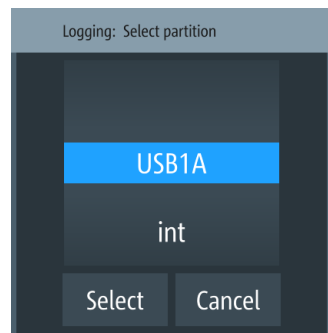 Logging: Select partition
USB1A
int
Select Cancel